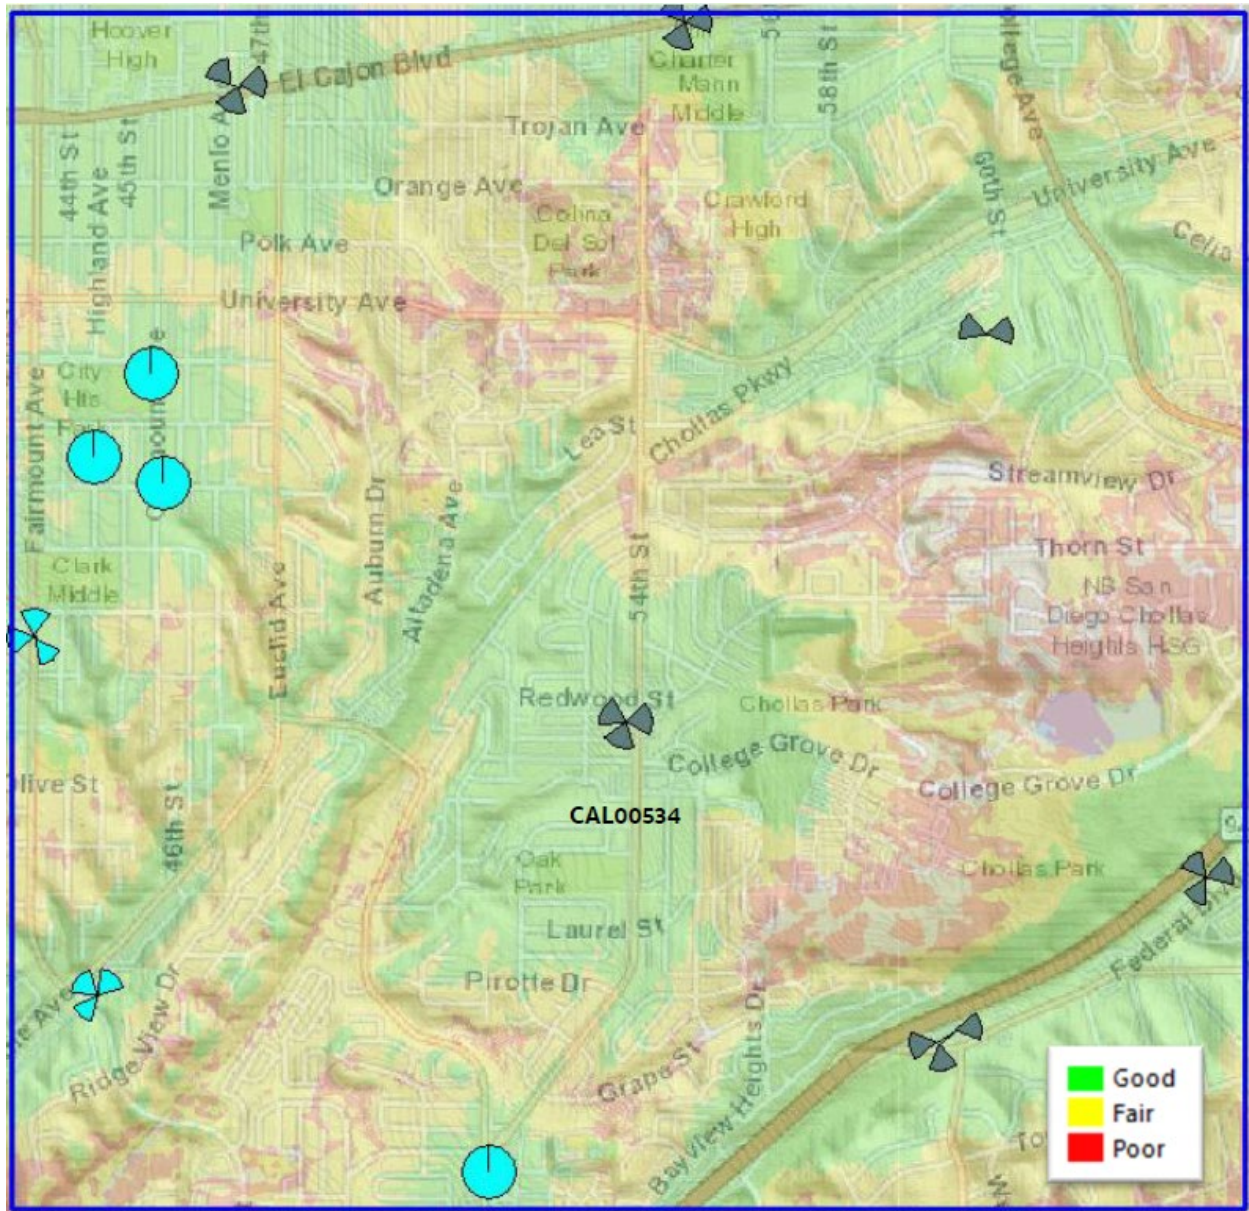 Hoover
High
47th
El Cajon Blvd
Charter
Mann
Middle
58th St
College Ave
Trojan Ave
44th St
Highland Ave
45th St
Menlo A
Orange Ave
Colina
Del Sol
Park
Crawford
High
60th St
University Ave
Celia
Polk Ave
University Ave
City
Hts
Fairmount Ave
Lea St
Chollas Pkwy
Streamview Dr
Auburn Dr
Altadena Ave
54th St
Thorn St
Clark
Middle
Euclid Ave
NB San
Diego Chollas
Heights HSG
Redwood St
Chollas Park
College Grove Dr
College Grove Dr
Olive St
46th St
CAL00534
Oak
Park
Chollas Park
94
Federal Blvd
Laurel St
Pirotte Dr
Ridge View Dr
Grape St
Bayview Heights Dr
Good
Fair
Poor